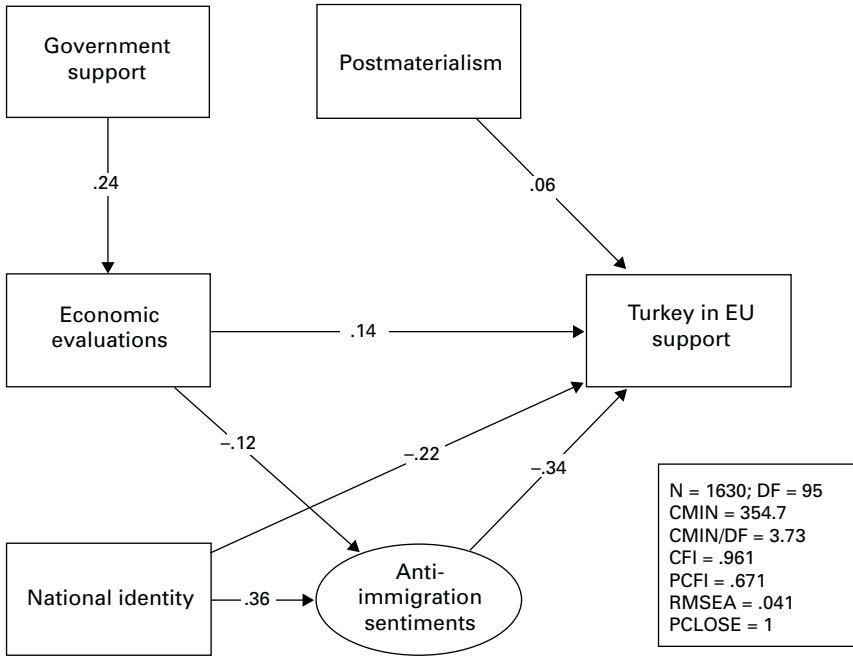 Government
support
Postmaterialism
.24
.06
Economic
evaluations
.14
Turkey in EU
support
–.12
–.22
–.34
National identity
.36
Anti-
immigration
sentiments
N = 1630; DF = 95
CMIN = 354.7
CMIN/DF = 3.73
CFI = .961
PCFI = .671
RMSEA = .041
PCLOSE = 1